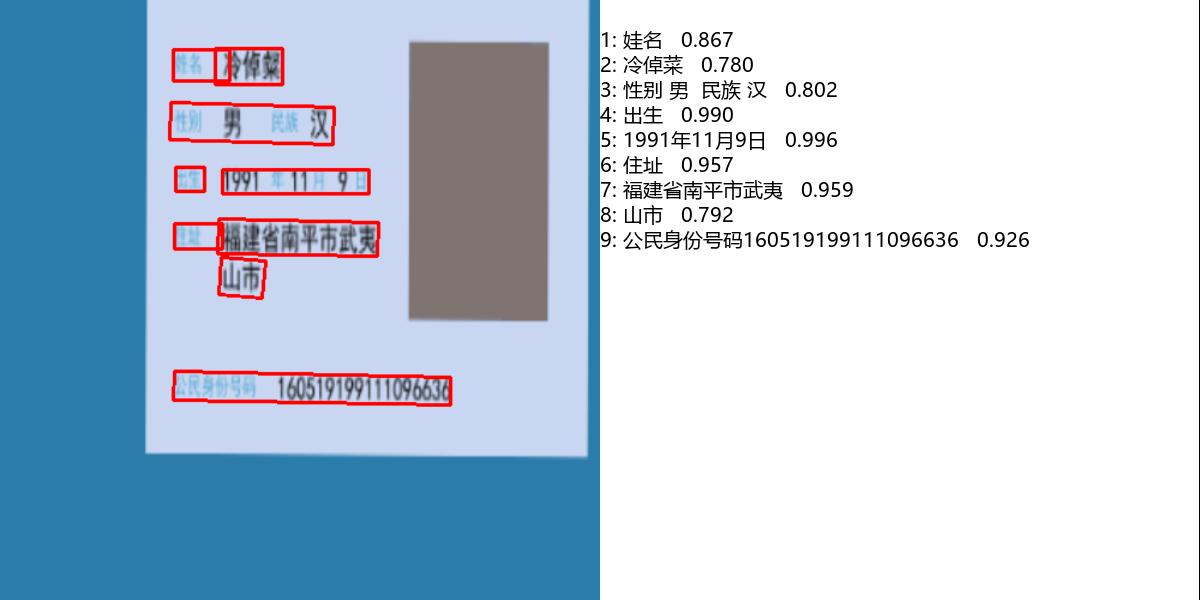 姓名 冷倬粲
性别 男 民族 汉
出生 1991 年 11 月 9 日
住址 福建省南平市武夷
山市
公民身份号码 160519199111096636
1: 娃名 0.867
2: 冷倬菜 0.780
3: 性别 男 民族 汉 0.802
4: 出生 0.990
5: 1991年11月9日 0.996
6: 住址 0.957
7: 福建省南平市武夷 0.959
8: 山市 0.792
9: 公民身份号码160519199111096636 0.926